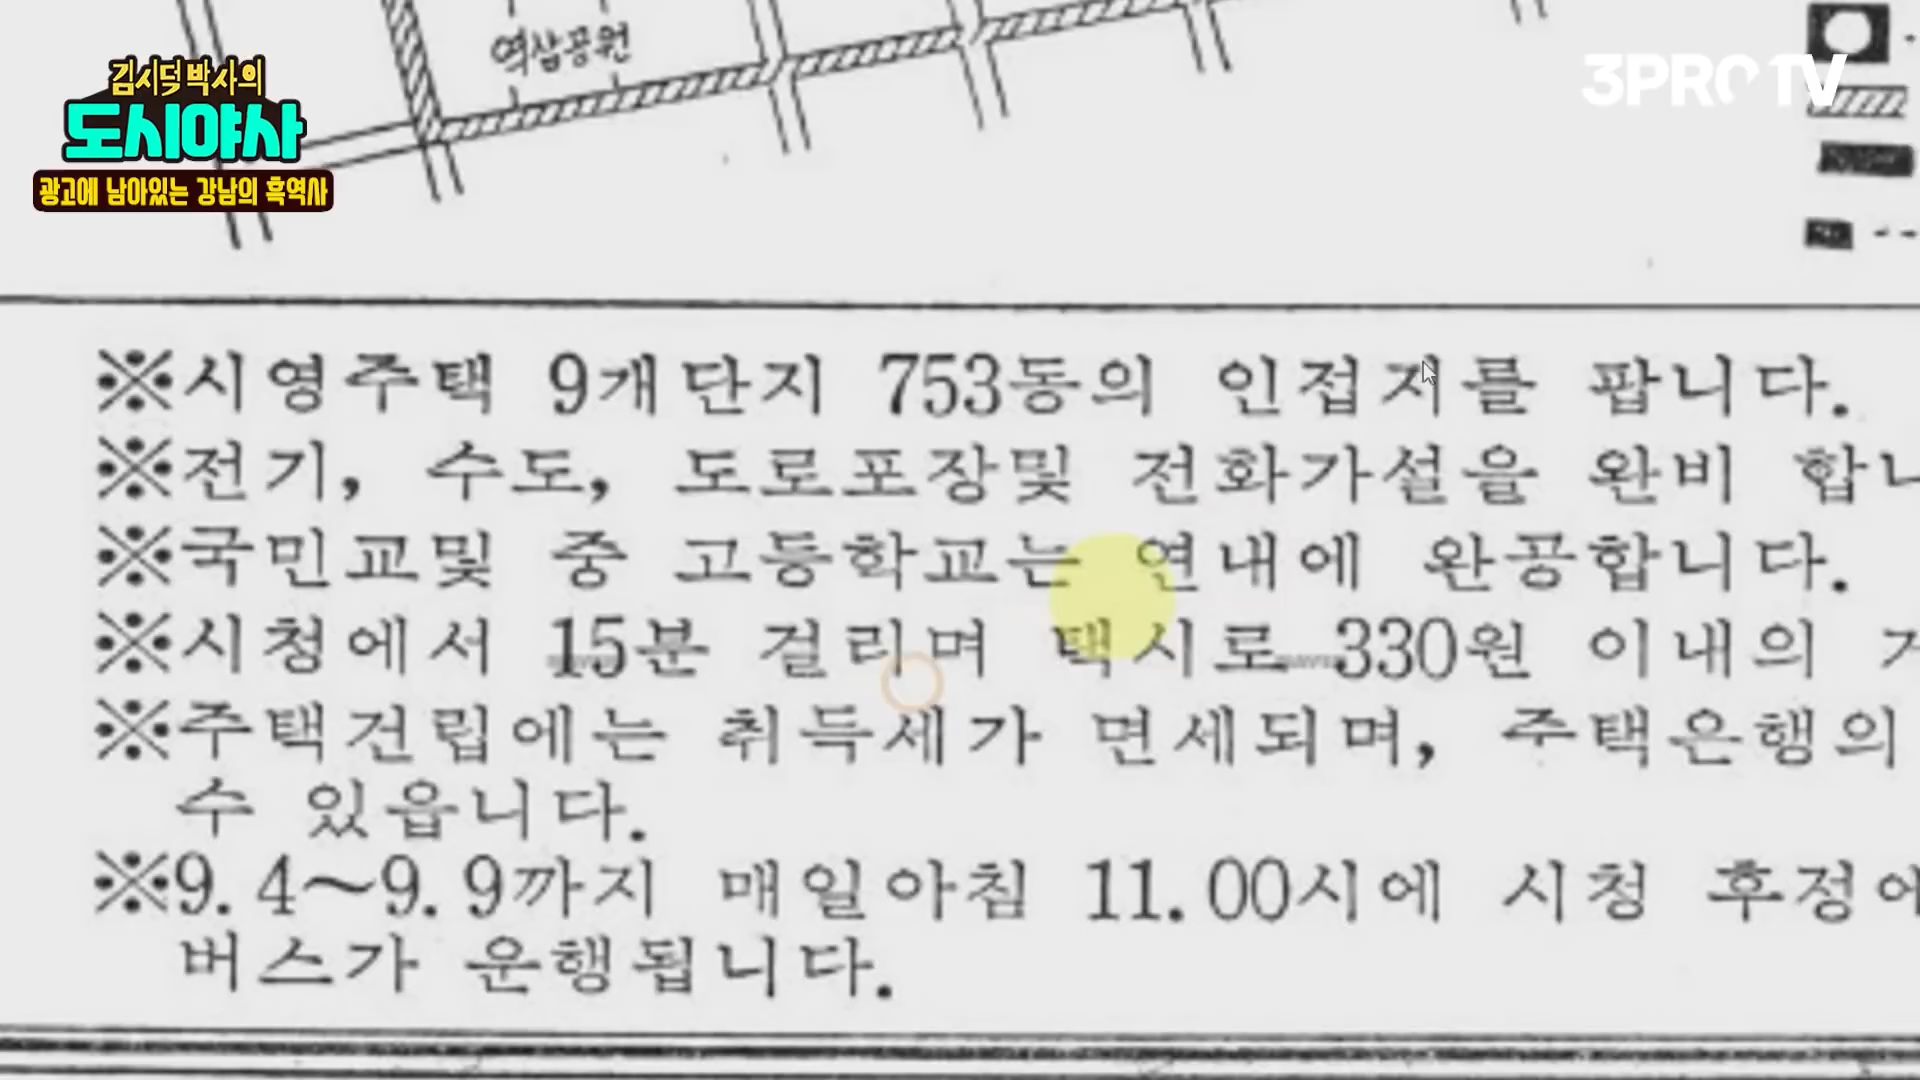 역삼공원
김시덕 박사의
도시야사
광고에 남아있는 강남의 흑역사
3PRO TV
※시영주택 9개단지 753동의 인접지를 팝니다.
※전기, 수도, 도로포장및 전화가설을 완비 합니
※국민교및 중 고등학교는 연내에 완공합니다.
※시청에서 15분 걸리며 택시로 330원 이내의
※주택건립에는 취득세가 면세되며, 주택은행의
수 있읍니다.
※9.4~9.9까지 매일아침 11.00시에 시청 후정에
버스가 운행됩니다.